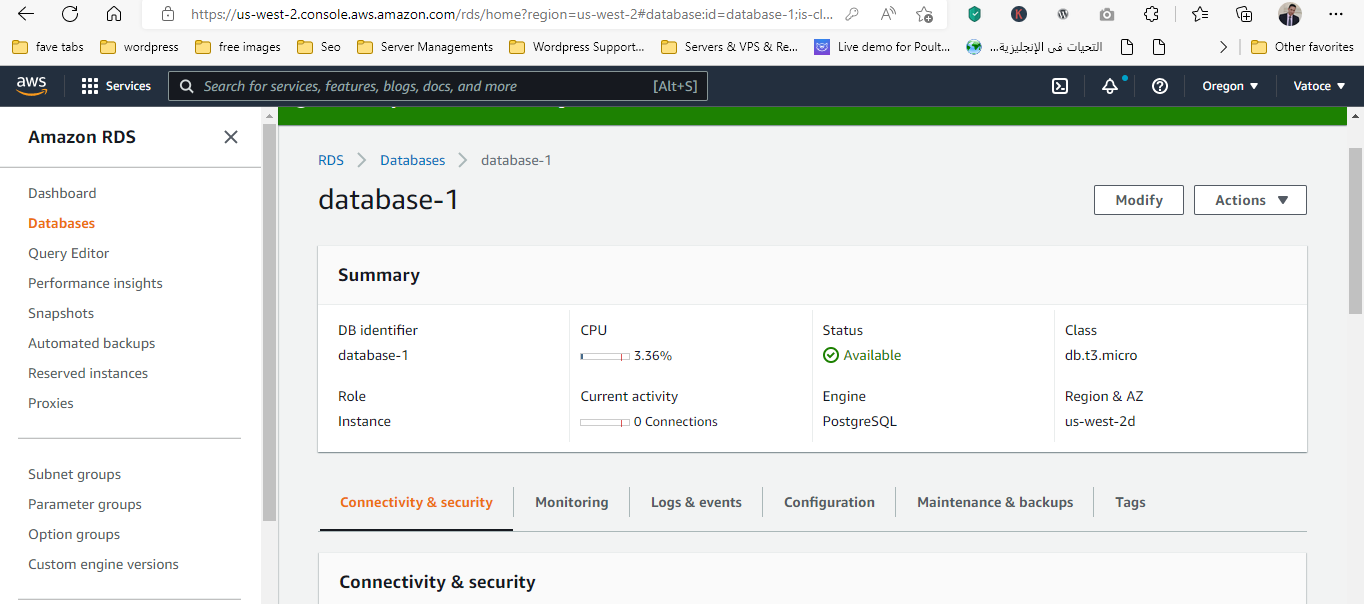 https://us-west-2.console.aws.amazon.com/rds/home?region=us-west-2#database:id=database-1;is-cl...
fave tabs
wordpress
free images
Seo
Server Managements
Wordpress Support...
Servers & VPS & Re...
Live demo for Poult...
التحيات في الإنجليزية...
Other favorites
aws
Services
Search for services, features, blogs, docs, and more
[Alt+S]
Oregon
Vatoce
Amazon RDS
Dashboard
Databases
Query Editor
Performance insights
Snapshots
Automated backups
Reserved instances
Proxies
Subnet groups
Parameter groups
Option groups
Custom engine versions
RDS
Databases
database-1
database-1
Modify
Actions
Summary
DB identifier
database-1
CPU
3.36%
Status
Available
Class
db.t3.micro
Role
Instance
Current activity
0 Connections
Engine
PostgreSQL
Region & AZ
us-west-2d
Connectivity & security
Monitoring
Logs & events
Configuration
Maintenance & backups
Tags
Connectivity & security